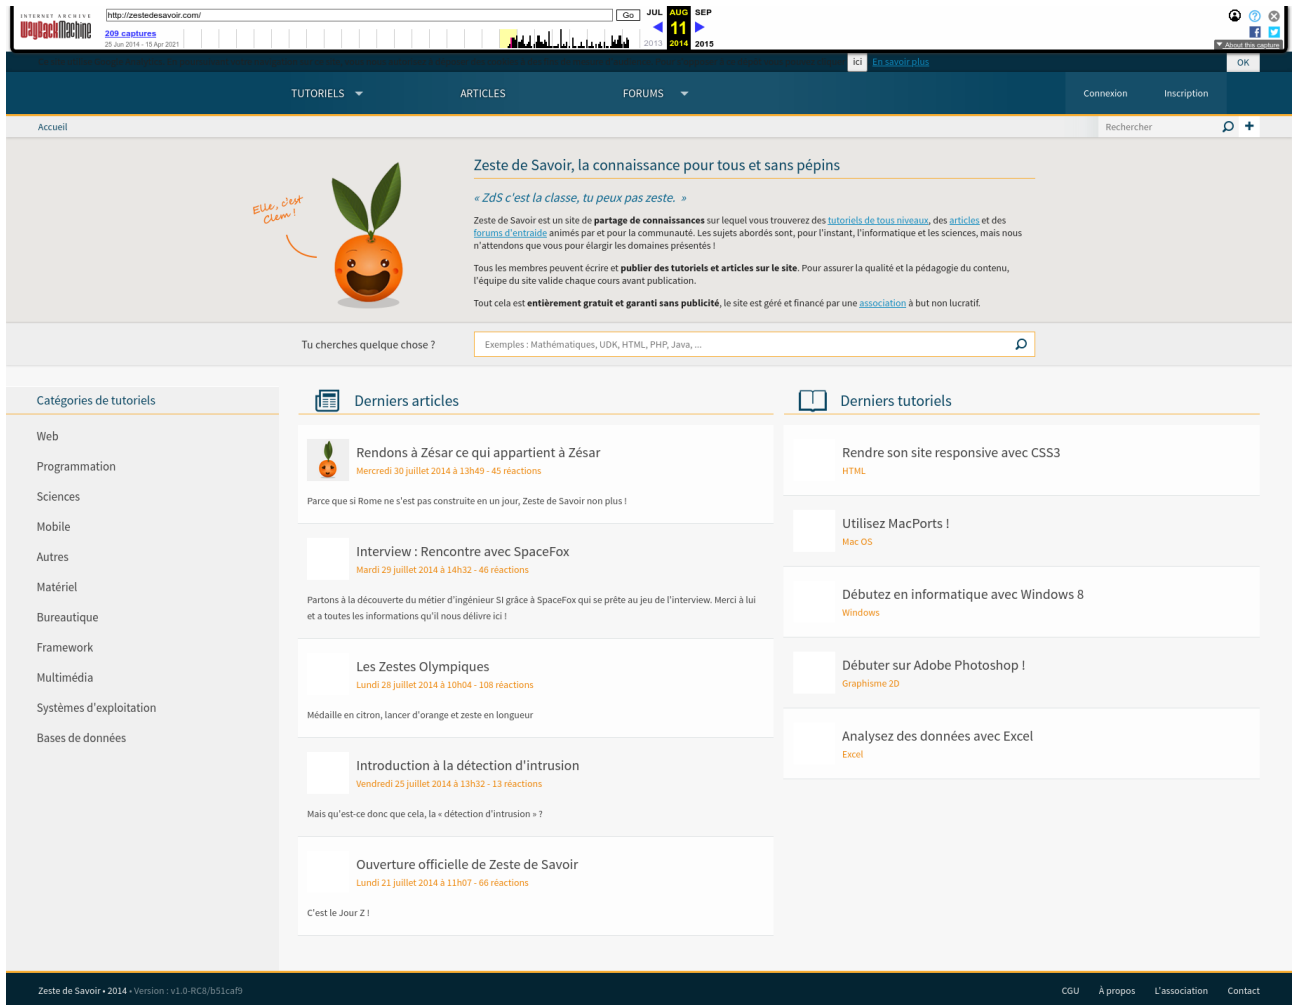 INTERNET ARCHIVE
WayBackMachine
http://zestedesavoir.com/
Go
JUL
AUG
SEP
209 captures
11
25 Jun 2014 - 15 Apr 2021
2013
2014
2015
About this capture
ici
En savoir plus
OK
TUTORIELS
ARTICLES
FORUMS
Connexion
Inscription
Accueil
Rechercher
Elle, c'est
Clem !
Zeste de Savoir, la connaissance pour tous et sans pépins
« ZdS c'est la classe, tu peux pas zeste. »
Zeste de Savoir est un site de partage de connaissances sur lequel vous trouverez des tutoriels de tous niveaux, des articles et des
forums d'entraide animés par et pour la communauté. Les sujets abordés sont, pour l'instant, l'informatique et les sciences, mais nous
n'attendons que vous pour élargir les domaines présentés !
Tous les membres peuvent écrire et publier des tutoriels et articles sur le site. Pour assurer la qualité et la pédagogie du contenu,
l'équipe du site valide chaque cours avant publication.
Tout cela est entièrement gratuit et garanti sans publicité, le site est géré et financé par une association à but non lucratif.
Tu cherches quelque chose ?
Exemples : Mathématiques, UDK, HTML, PHP, Java, ...
Catégories de tutoriels
Web
Programmation
Sciences
Mobile
Autres
Matériel
Bureautique
Framework
Multimédia
Systèmes d'exploitation
Bases de données
Derniers articles
Rendons à Zésar ce qui appartient à Zésar
Mercredi 30 juillet 2014 à 13h49 - 45 réactions
Parce que si Rome ne s'est pas construite en un jour, Zeste de Savoir non plus !
Interview : Rencontre avec SpaceFox
Mardi 29 juillet 2014 à 14h32 - 46 réactions
Partons à la découverte du métier d'ingénieur SI grâce à SpaceFox qui se prête au jeu de l'interview. Merci à lui
et a toutes les informations qu'il nous délivre ici !
Les Zestes Olympiques
Lundi 28 juillet 2014 à 10h04 - 108 réactions
Médaille en citron, lancer d'orange et zeste en longueur
Introduction à la détection d'intrusion
Vendredi 25 juillet 2014 à 13h32 - 13 réactions
Mais qu'est-ce donc que cela, la « détection d'intrusion » ?
Ouverture officielle de Zeste de Savoir
Lundi 21 juillet 2014 à 11h07 - 66 réactions
C'est le Jour Z !
Derniers tutoriels
Rendre son site responsive avec CSS3
HTML
Utilisez MacPorts !
Mac OS
Débutez en informatique avec Windows 8
Windows
Débuter sur Adobe Photoshop !
Graphisme 2D
Analysez des données avec Excel
Excel
Zeste de Savoir • 2014 • Version : v1.0-RC8/b51caf9
CGU
À propos
L'association
Contact